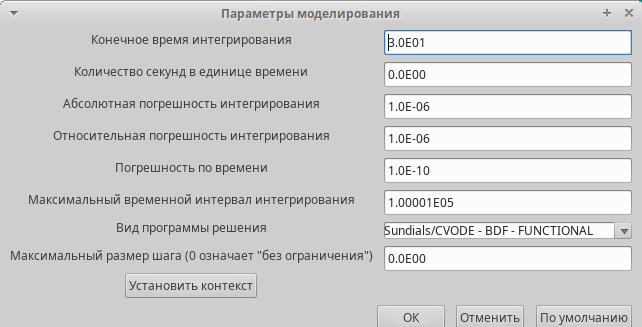 Параметры моделирования
Конечное время интегрирования 3.0E01
Количество секунд в единице времени 0.0E00
Абсолютная погрешность интегрирования 1.0E-06
Относительная погрешность интегрирования 1.0E-06
Погрешность по времени 1.0E-10
Максимальный временной интервал интегрирования 1.00001E05
Вид программы решения Sundials/CVODE - BDF - FUNCTIONAL
Максимальный размер шага (0 означает "без ограничения") 0.0E00
Установить контекст
ОК Отменить По умолчанию